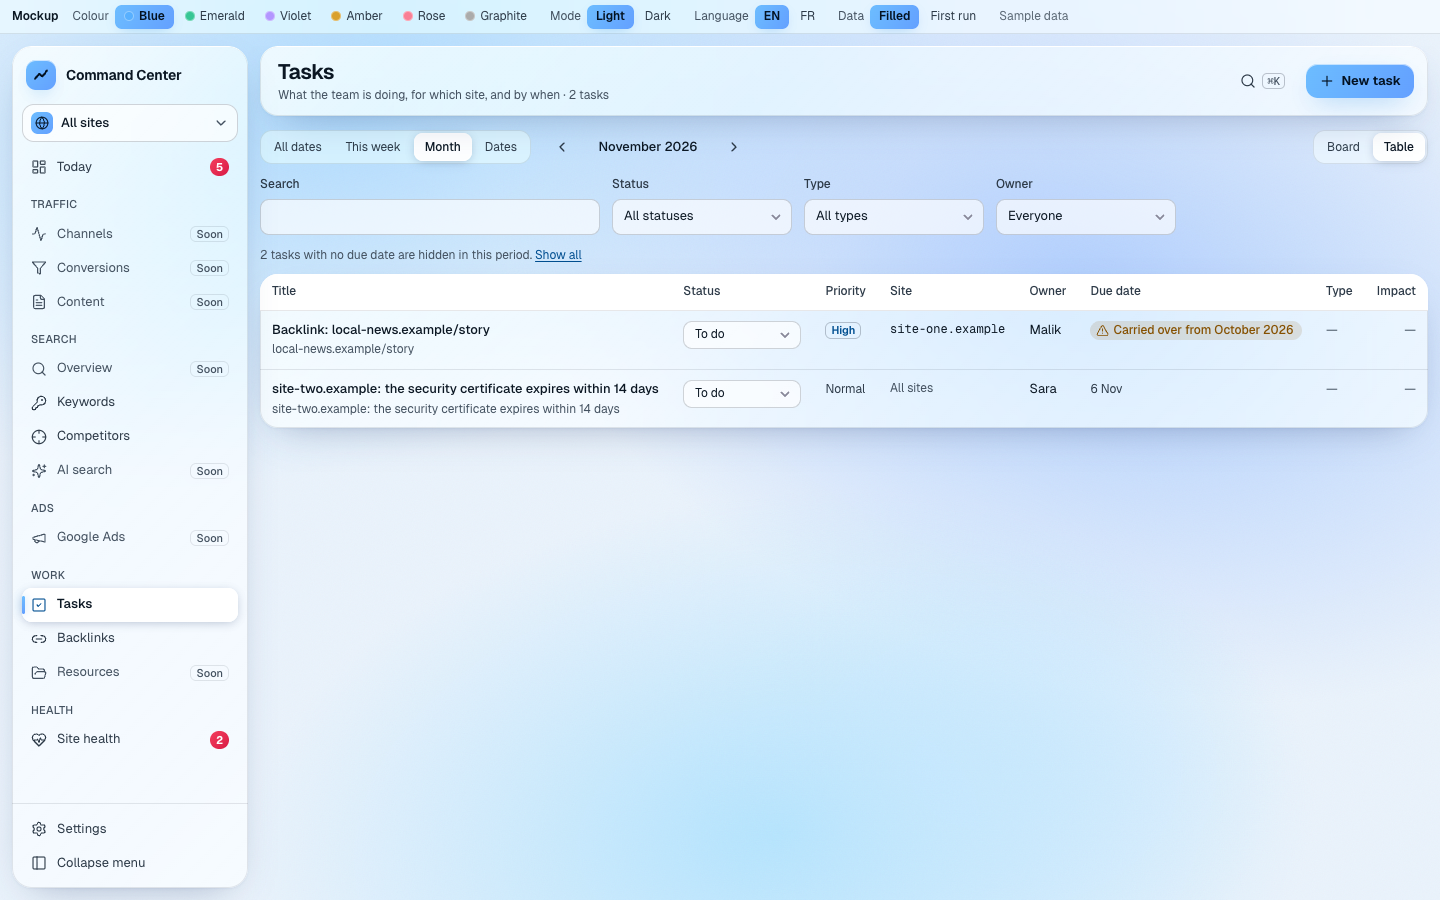 Mockup Colour Blue Emerald Violet Amber Rose Graphite Mode Light Dark Language EN FR Data Filled First run Sample data
Command Center
All sites
Today 5
TRAFFIC
Channels Soon
Conversions Soon
Content Soon
SEARCH
Overview Soon
Keywords
Competitors
AI search Soon
ADS
Google Ads Soon
WORK
Tasks
Backlinks
Resources Soon
HEALTH
Site health 2
Settings
Collapse menu
Tasks
What the team is doing, for which site, and by when · 2 tasks
⌘K
New task
All dates This week Month Dates November 2026 Board Table
Search Status Type Owner
All statuses All types Everyone
2 tasks with no due date are hidden in this period. Show all
Title Status Priority Site Owner Due date Type Impact
Backlink: local-news.example/story To do High site-one.example Malik Carried over from October 2026 — —
local-news.example/story
site-two.example: the security certificate expires within 14 days To do Normal All sites Sara 6 Nov — —
site-two.example: the security certificate expires within 14 days